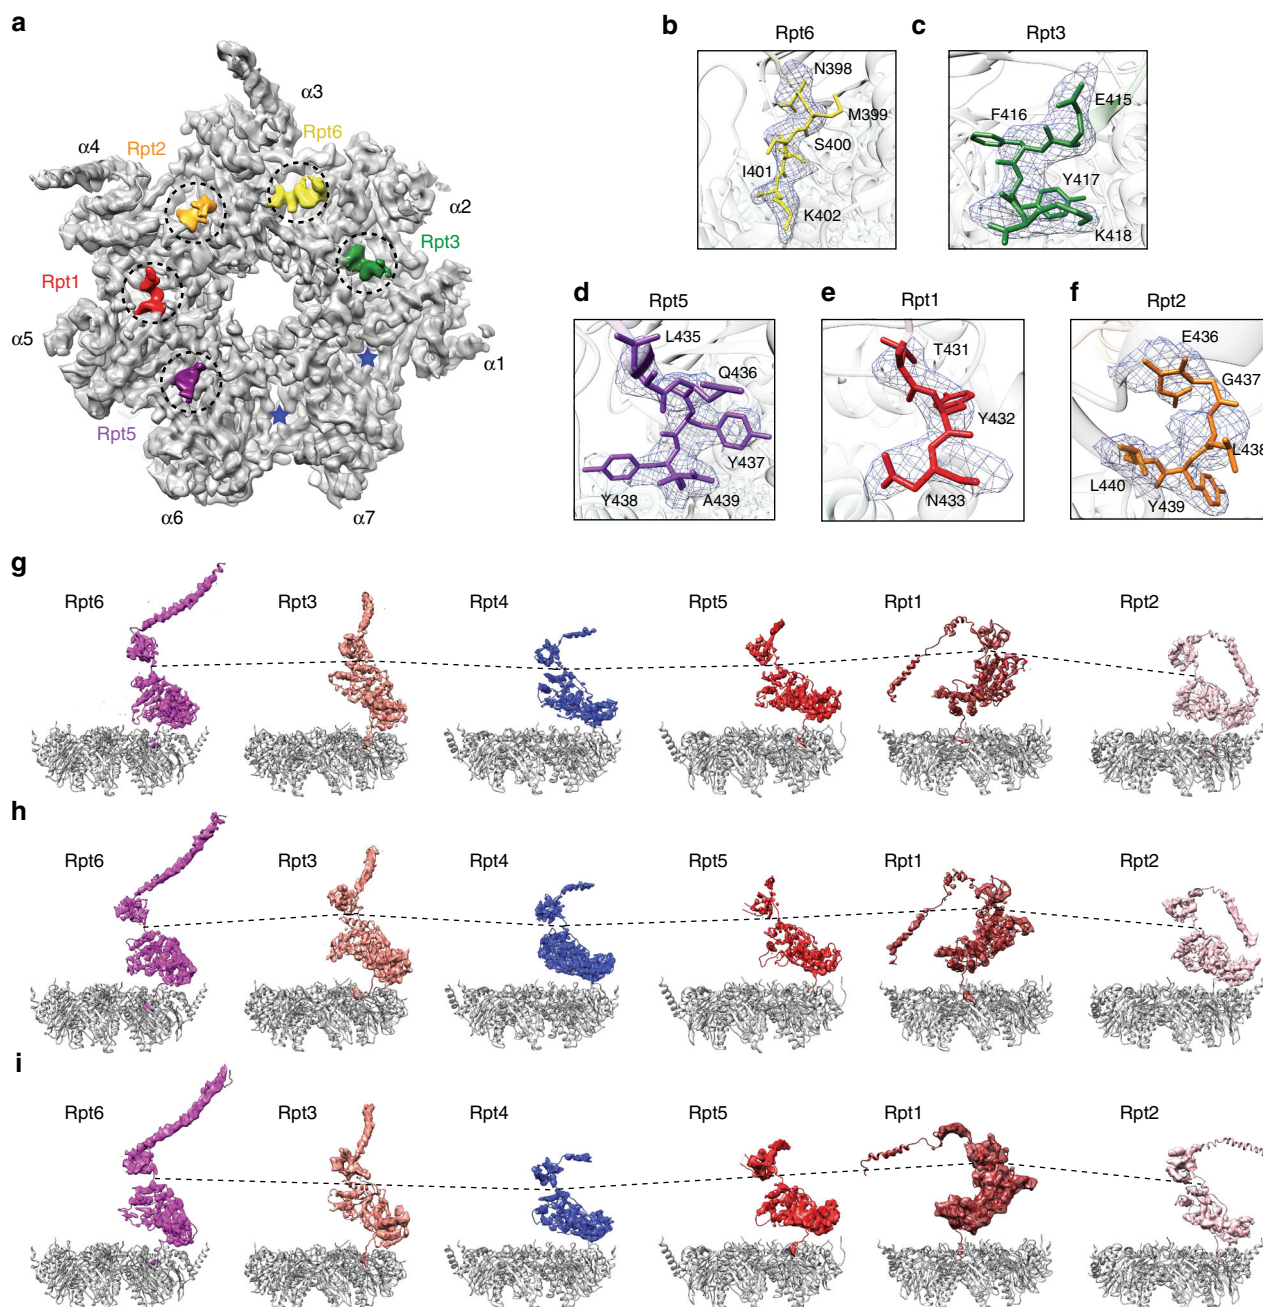 a
α3
Rpt6
α4
Rpt2
α2
Rpt3
Rpt1
α5
α1
Rpt5
α6
α7
b
Rpt6
N398
M399
S400
I401
K402
c
Rpt3
E415
F416
Y417
K418
d
Rpt5
L435
Q436
Y437
Y438
A439
e
Rpt1
T431
Y432
N433
f
Rpt2
E436
G437
L438
L440
Y439
g
Rpt6 Rpt3 Rpt4 Rpt5 Rpt1 Rpt2
h
Rpt6 Rpt3 Rpt4 Rpt5 Rpt1 Rpt2
i
Rpt6 Rpt3 Rpt4 Rpt5 Rpt1 Rpt2